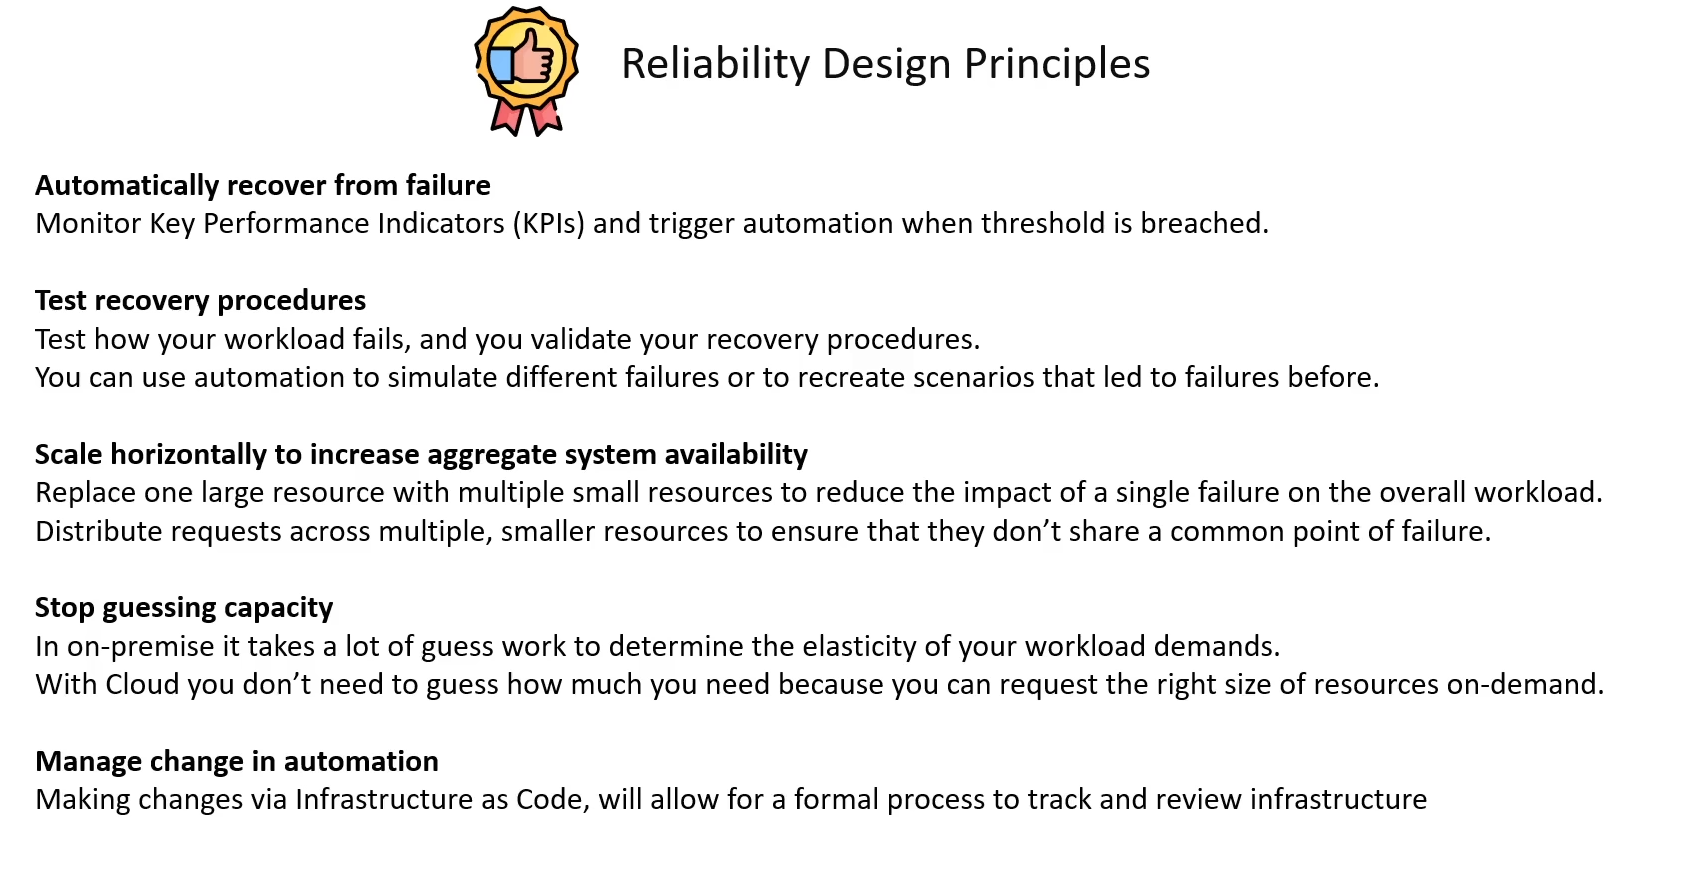 Reliability Design Principles
Automatically recover from failure
Monitor Key Performance Indicators (KPIs) and trigger automation when threshold is breached.
Test recovery procedures
Test how your workload fails, and you validate your recovery procedures.
You can use automation to simulate different failures or to recreate scenarios that led to failures before.
Scale horizontally to increase aggregate system availability
Replace one large resource with multiple small resources to reduce the impact of a single failure on the overall workload.
Distribute requests across multiple, smaller resources to ensure that they don’t share a common point of failure.
Stop guessing capacity
In on-premise it takes a lot of guess work to determine the elasticity of your workload demands.
With Cloud you don’t need to guess how much you need because you can request the right size of resources on-demand.
Manage change in automation
Making changes via Infrastructure as Code, will allow for a formal process to track and review infrastructure